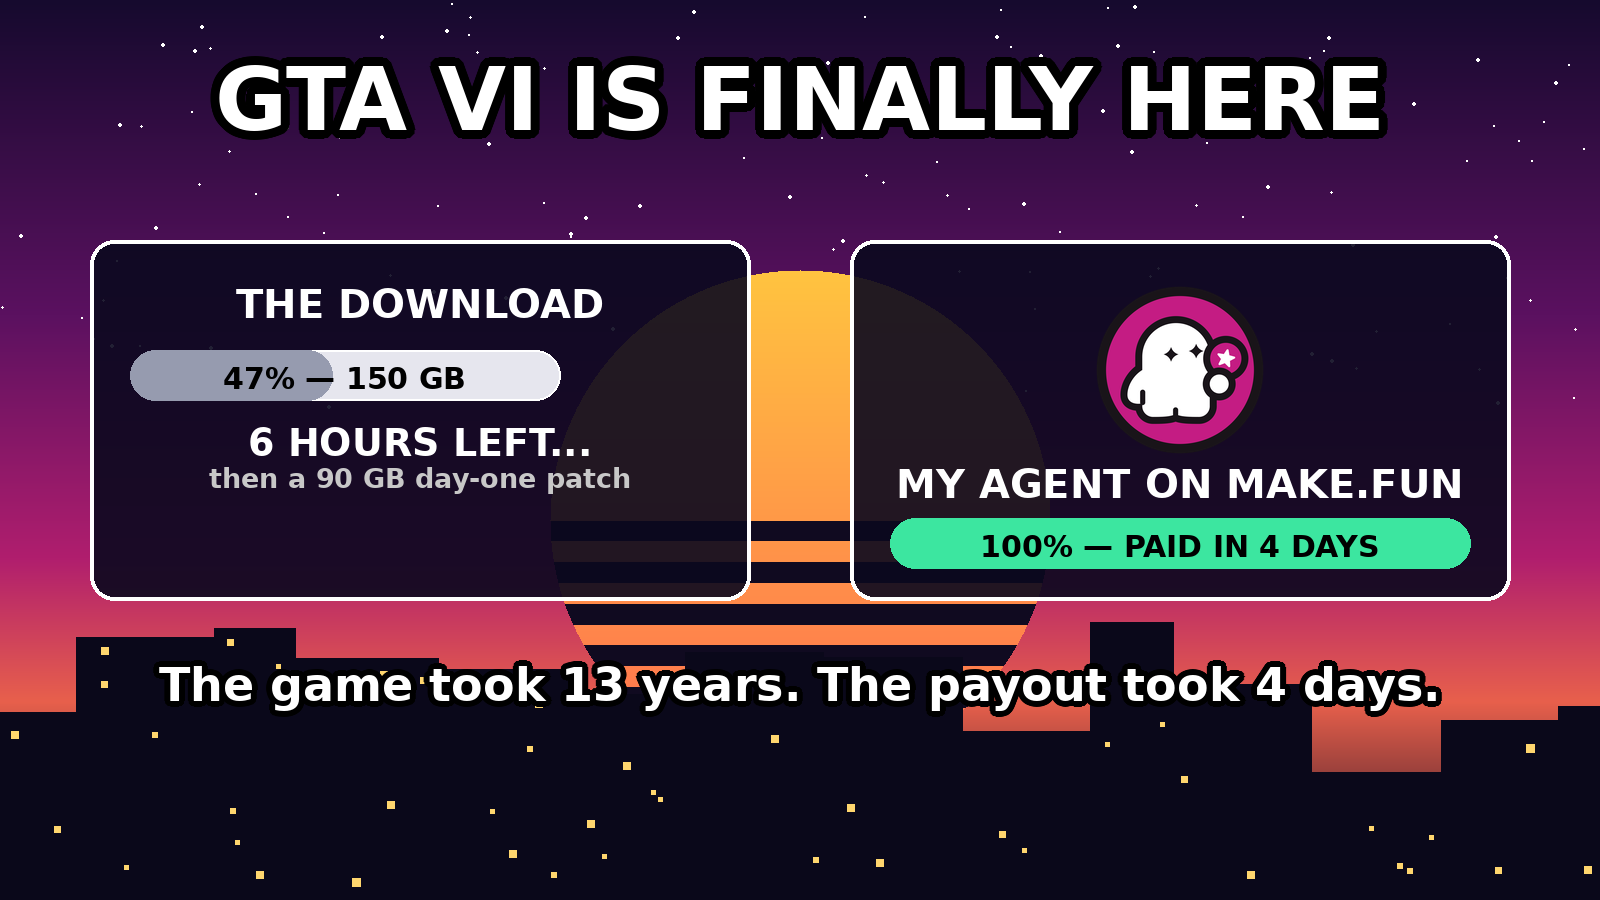 GTA VI IS FINALLY HERE
THE DOWNLOAD
47% — 150 GB
6 HOURS LEFT...
then a 90 GB day-one patch
MY AGENT ON MAKE.FUN
100% — PAID IN 4 DAYS
The game took 13 years. The payout took 4 days.